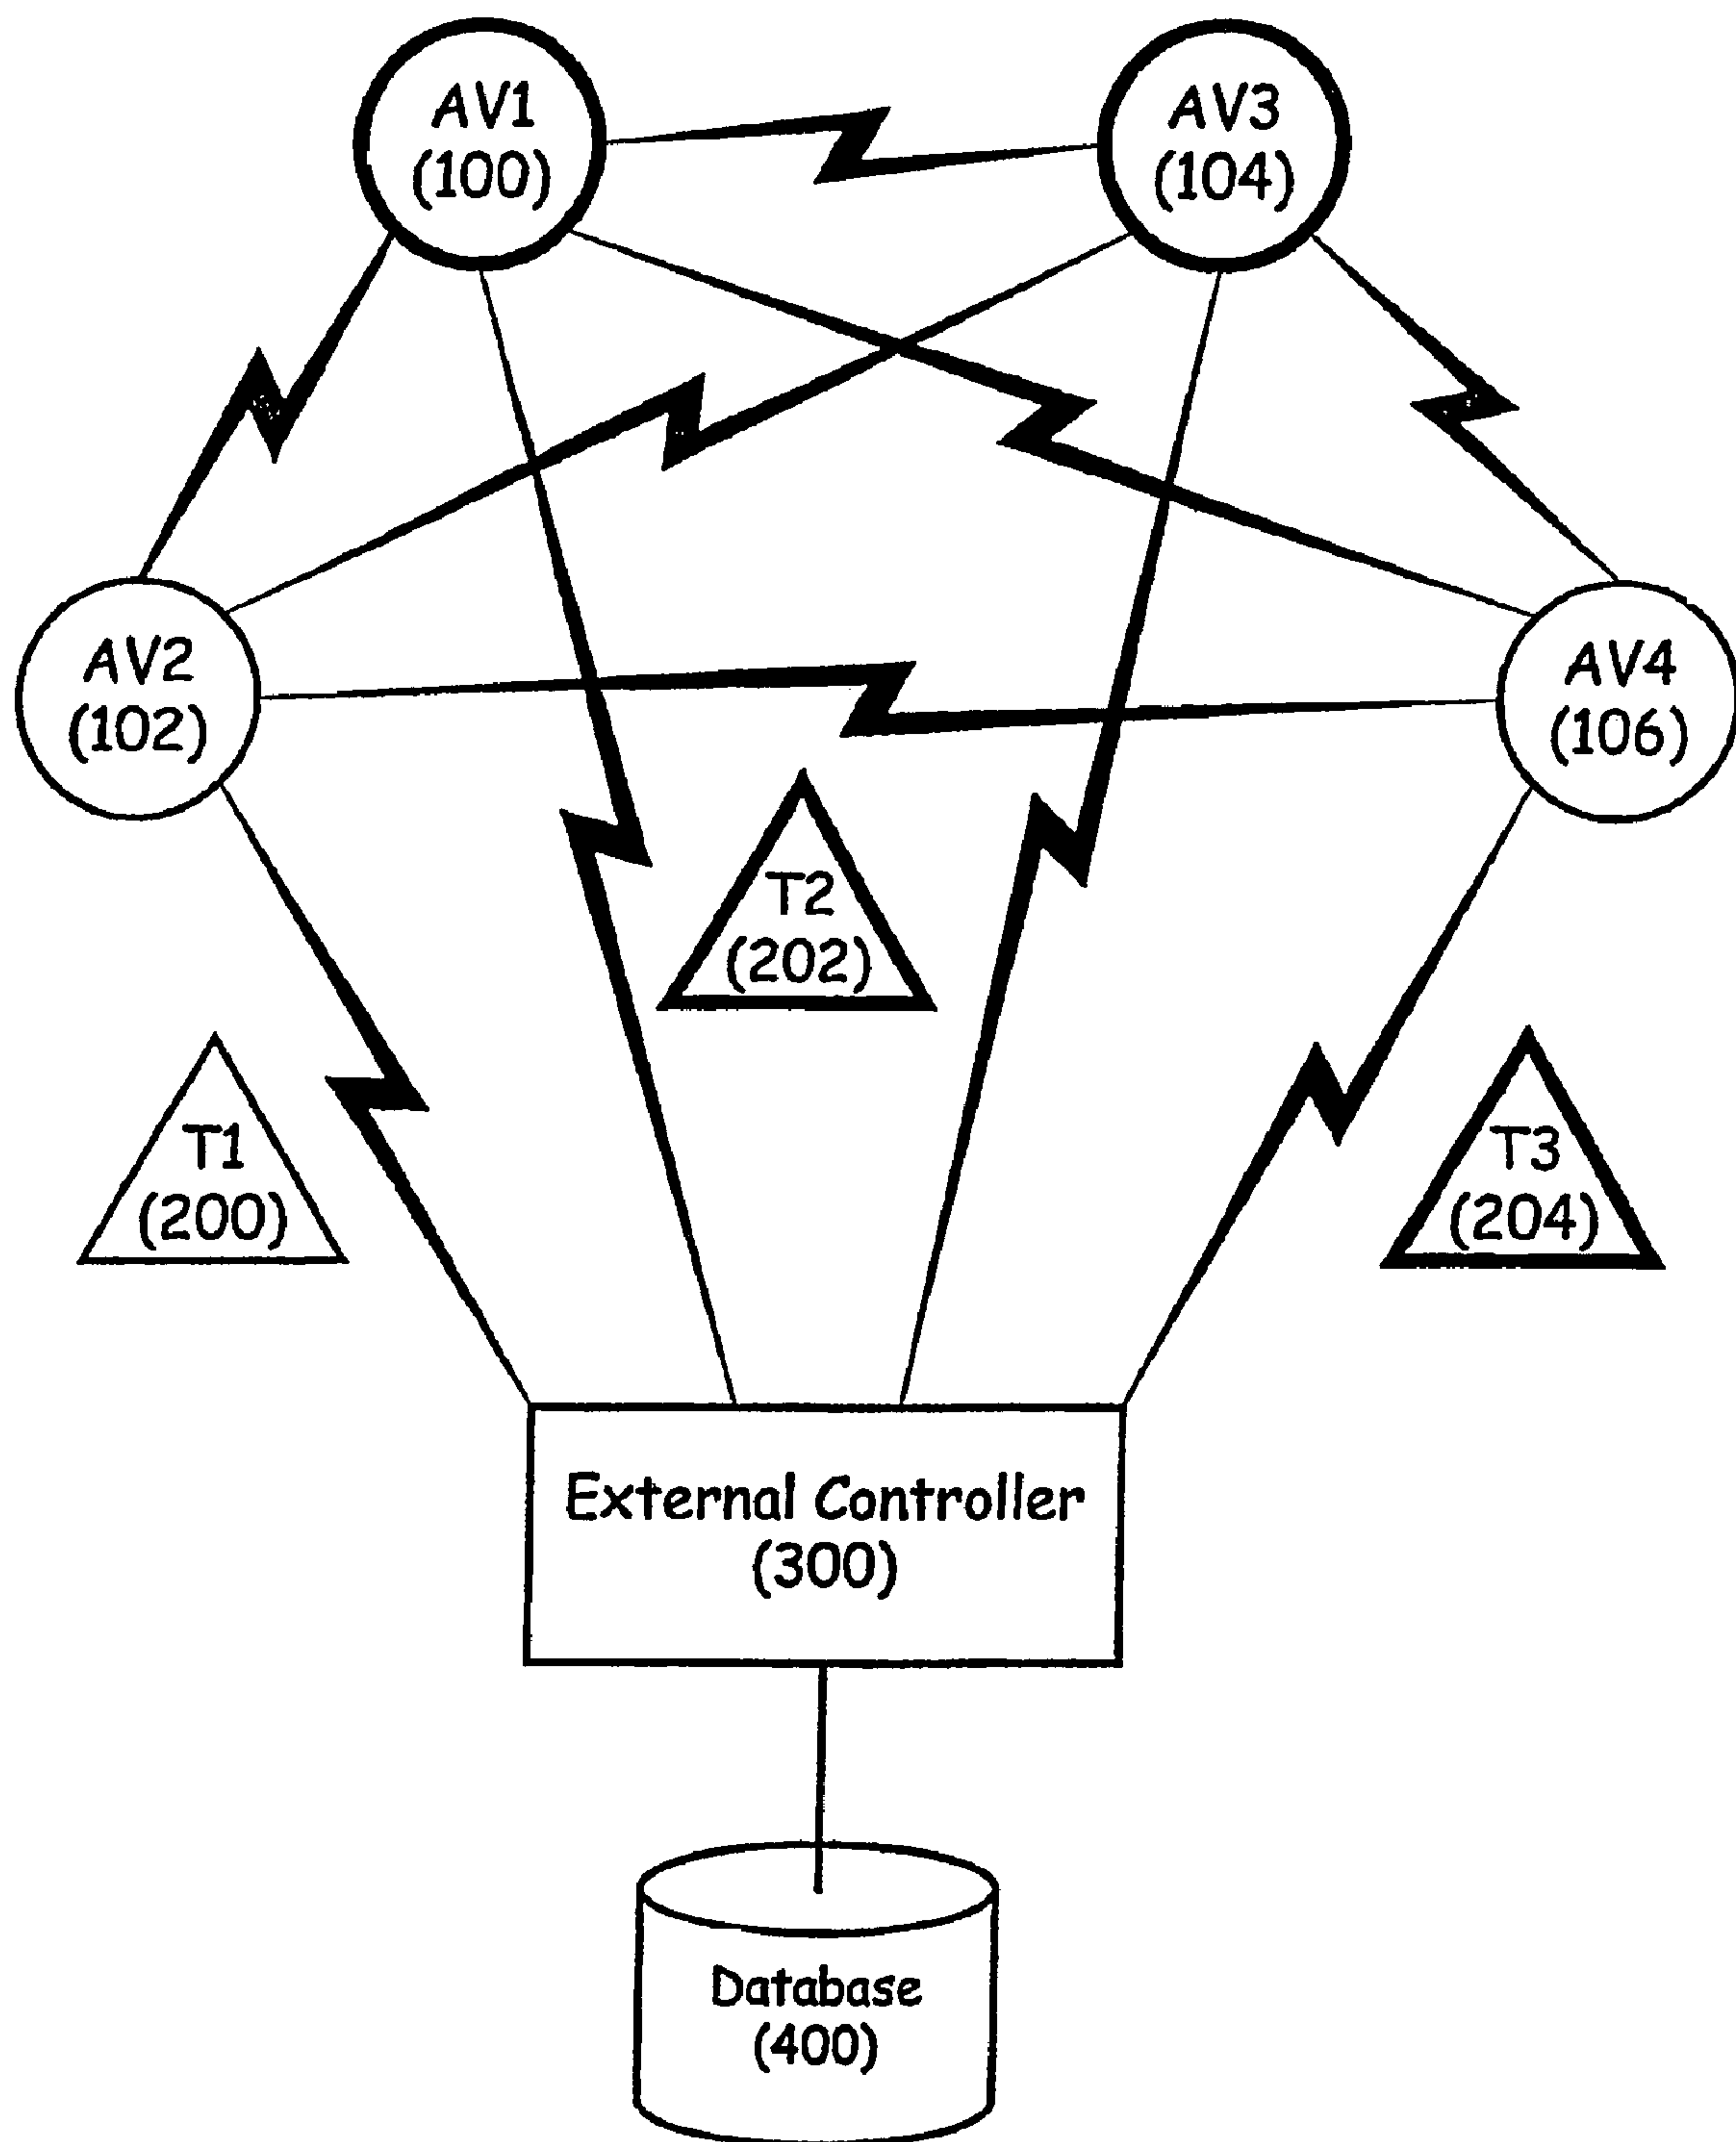 AV1
(100)
AV3
(104)
AV2
(102)
AV4
(106)
T2
(202)
T1
(200)
T3
(204)
External Controller
(300)
Database
(400)